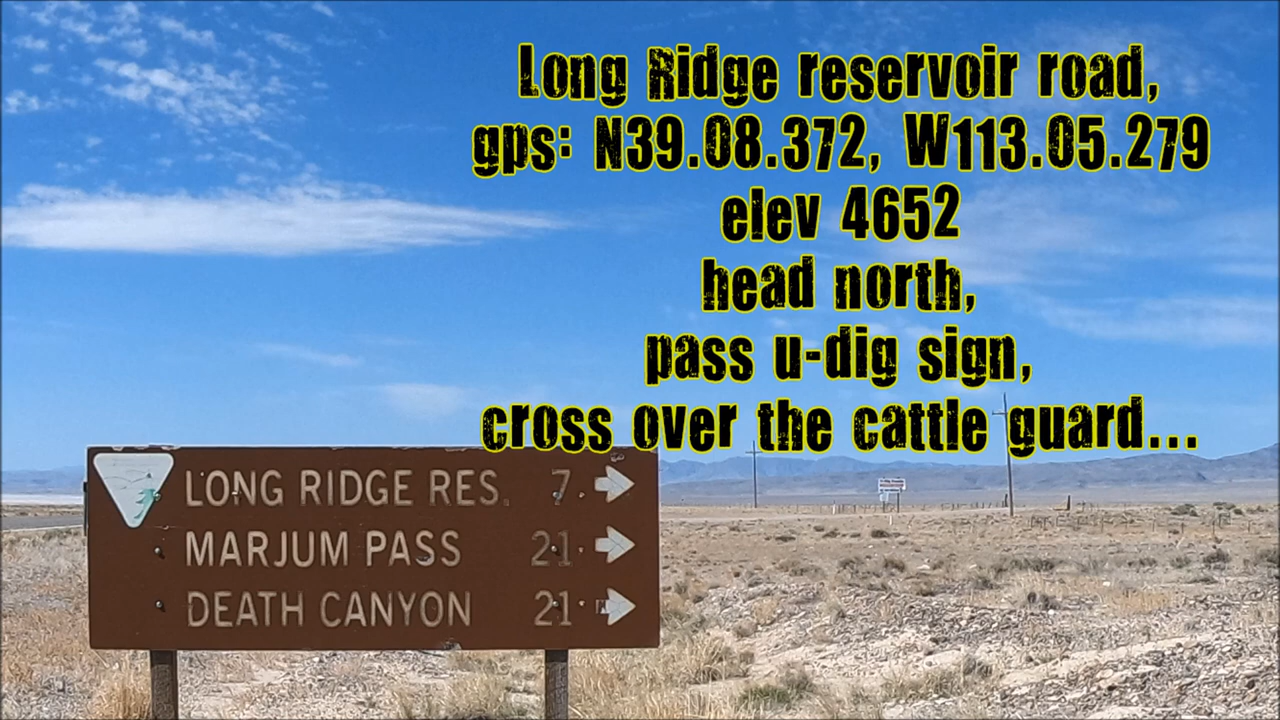 Long Ridge reservoir road,
gps: N39.08.372, W113.05.279
elev 4652
head north,
pass u-dig sign,
cross over the cattle guard...
LONG RIDGE RES. 7
MARJUM PASS 21
DEATH CANYON 21